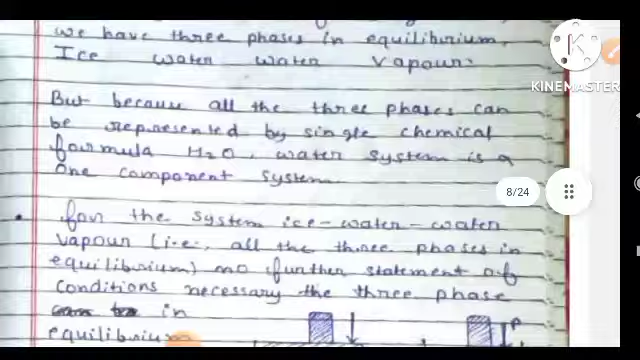 we have three phases in equilibrium.
Ice water water vapour.
But because all the three phases can
be represented by single chemical
formula H2O, water system is a
one component system
for the system ice-water-water
vapour (i.e., all the three phases in
equilibrium) no further statement of
conditions necessary the three phase
in
equilibrium
P
K
KINEMASTER
8/24